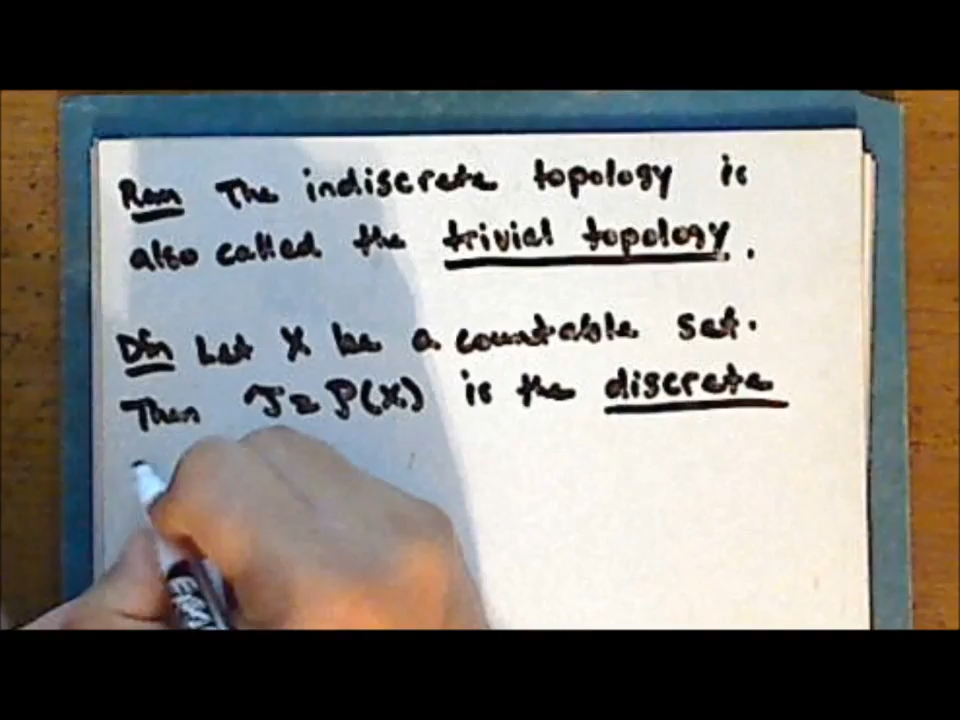 Rem The indiscrete topology is
also called the trivial topology.
Dfn Let X be a countable set.
Then 𝒯 = P(X) is the discrete